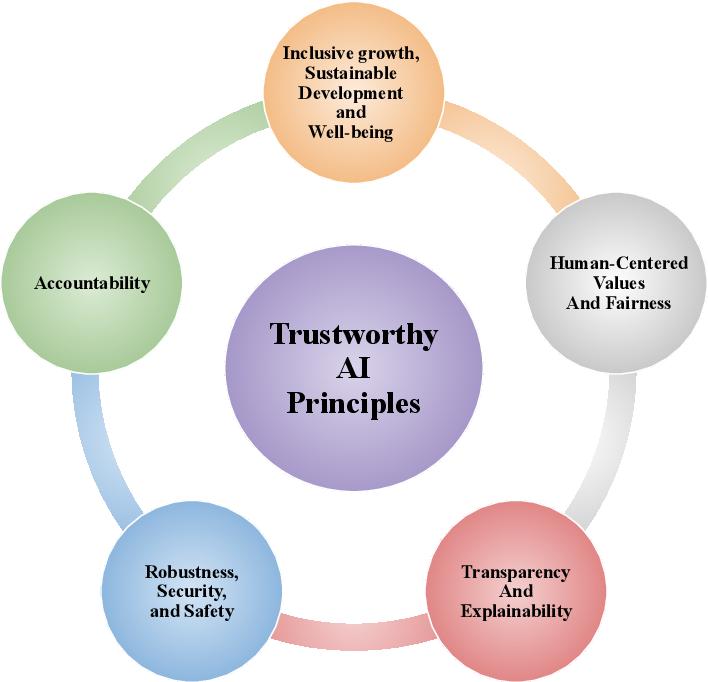 Inclusive growth,
Sustainable
Development
and
Well-being
Human-Centered
Values
And Fairness
Transparency
And
Explainability
Robustness,
Security,
and Safety
Accountability
Trustworthy
AI
Principles